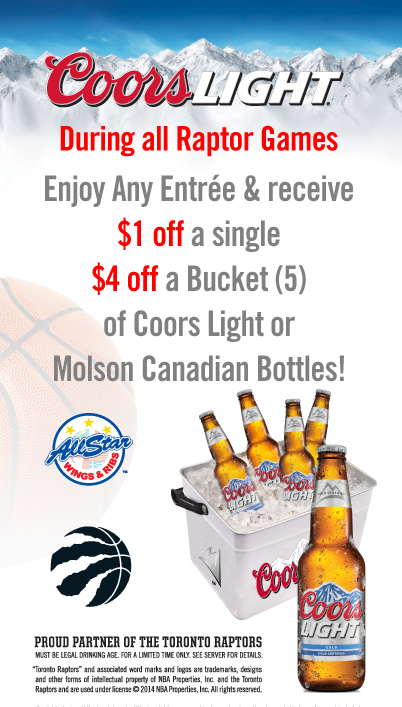 Coors LIGHT
During all Raptor Games
Enjoy Any Entrée & receive
$1 off a single
$4 off a Bucket (5)
of Coors Light or
Molson Canadian Bottles!
AllStar
WINGS & RIBS
TM
Coors
LIGHT
Coors
LIGHT
Coors
Coors
LIGHT
PROUD PARTNER OF THE TORONTO RAPTORS
MUST BE LEGAL DRINKING AGE. FOR A LIMITED TIME ONLY. SEE SERVER FOR DETAILS.
"Toronto Raptors" and associated word marks and logos are trademarks, designs
and other forms of intellectual property of NBA Properties, Inc. and the Toronto
Raptors and are used under license © 2014 NBA Properties, Inc. All rights reserved.